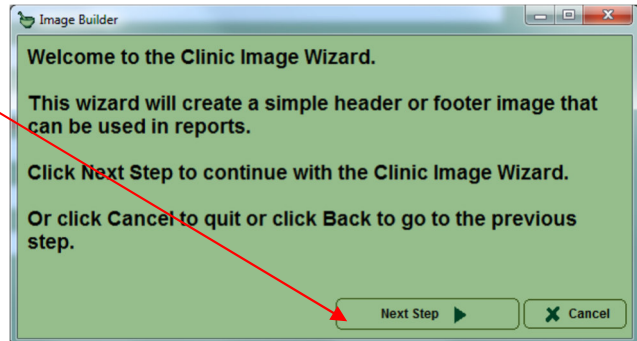 Image Builder
Welcome to the Clinic Image Wizard.
This wizard will create a simple header or footer image that
can be used in reports.
Click Next Step to continue with the Clinic Image Wizard.
Or click Cancel to quit or click Back to go to the previous
step.
Next Step
Cancel